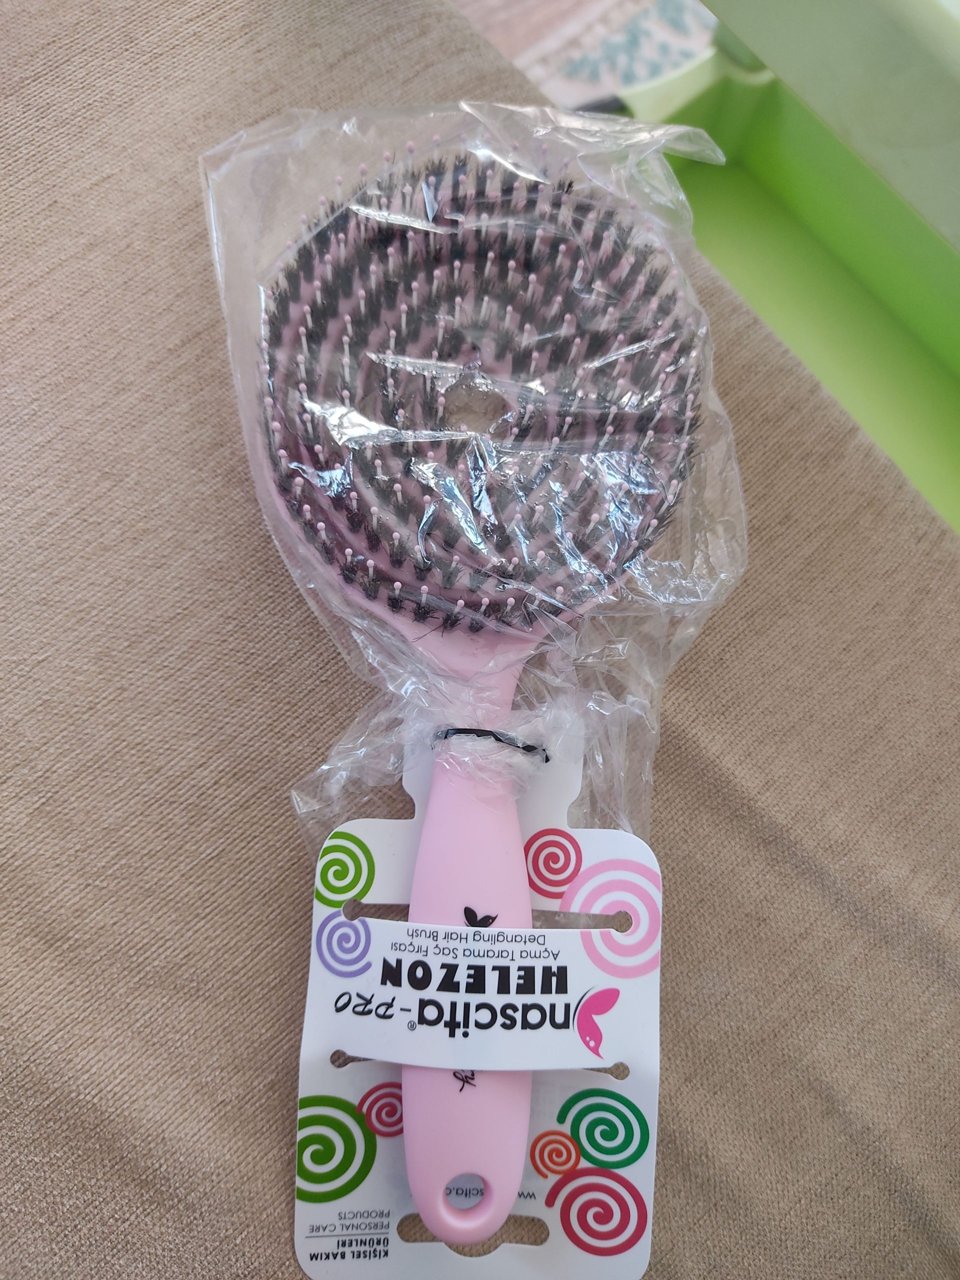 nascita®-PRO
HELEZON
Açma Tarama Saç Fırçası
Detangling Hair Brush
KİŞİSEL BAKIM
ÜRÜNLERİ
PERSONAL CARE
PRODUCTS